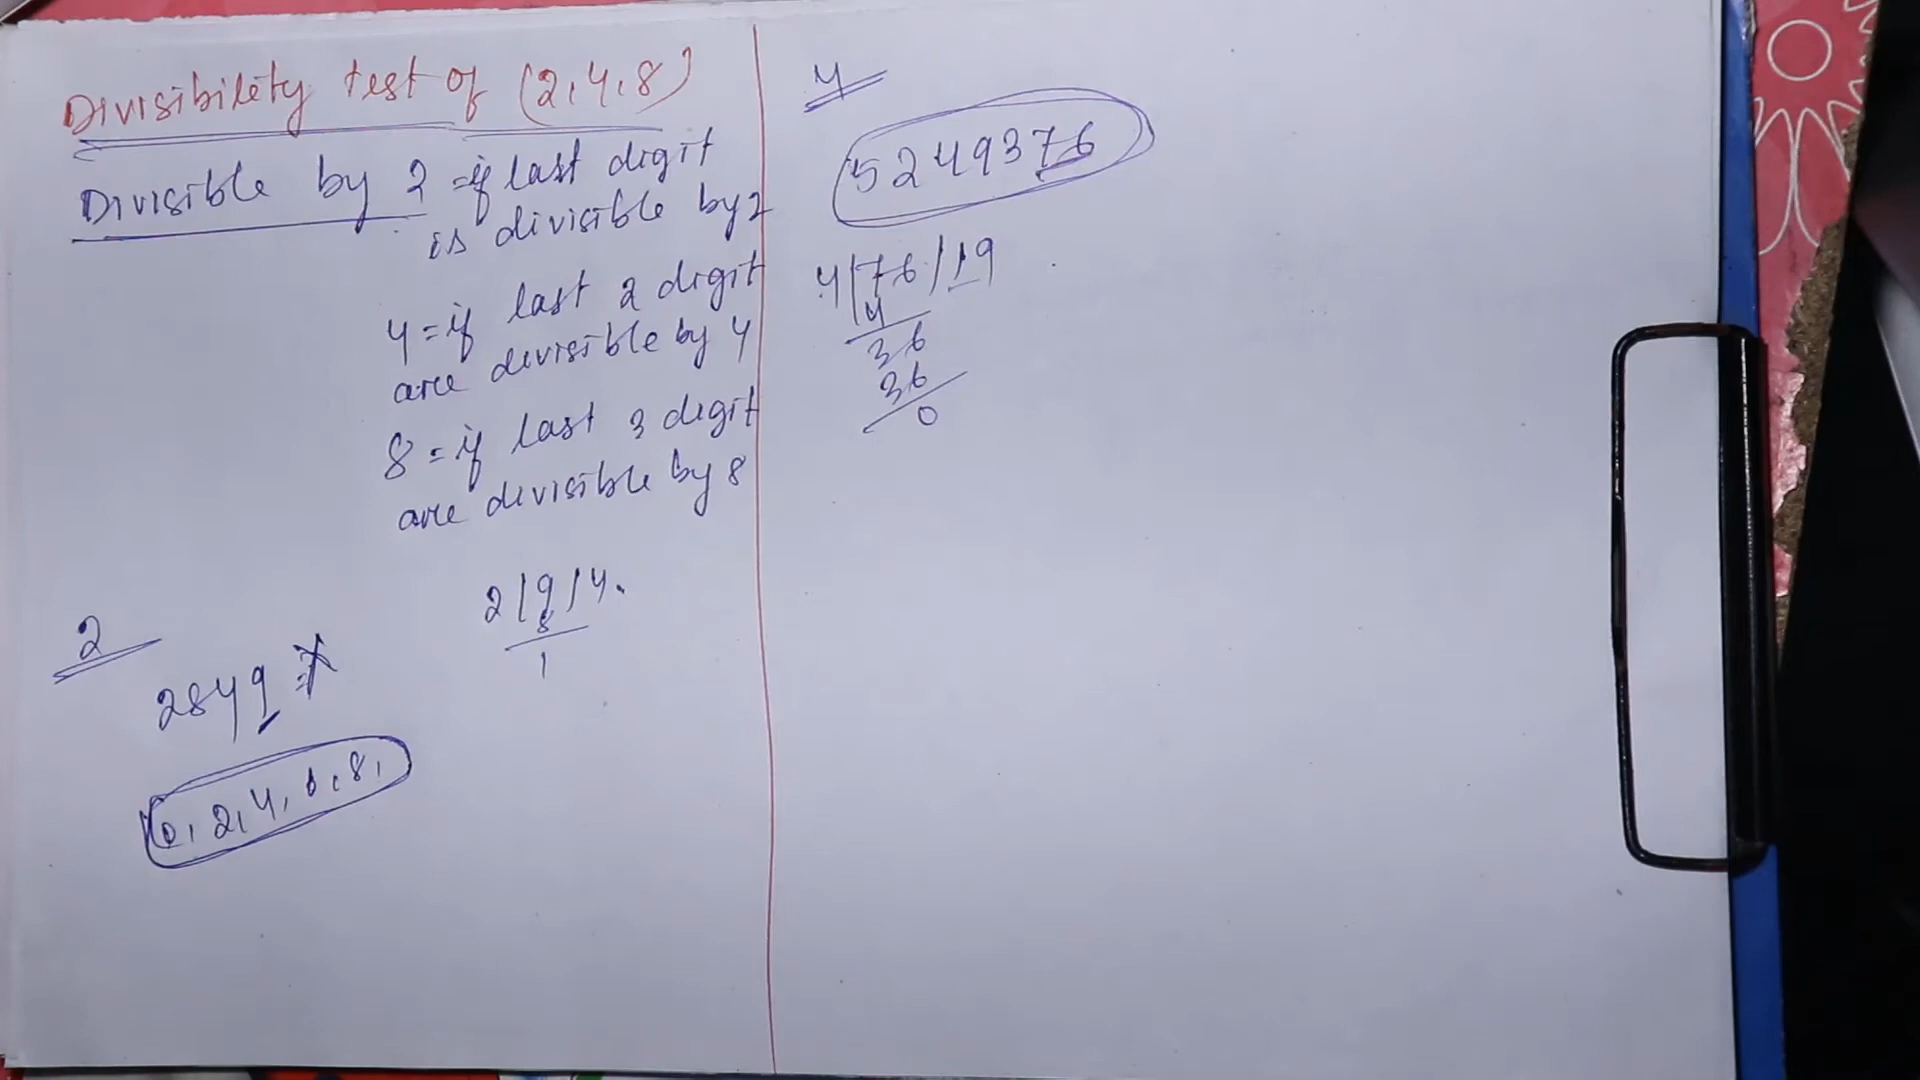 Divisibility test of (2,4,8)
Divisible by 2 = if last digit
is divisible by 2
4 = if last 2 digit
are divisible by 4
8 = if last 3 digit
are divisible by 8
2|9|4.
8
1
2
2849 =
0, 2, 4, 6, 8,
4
5249376
4|76|19
4
36
36
0